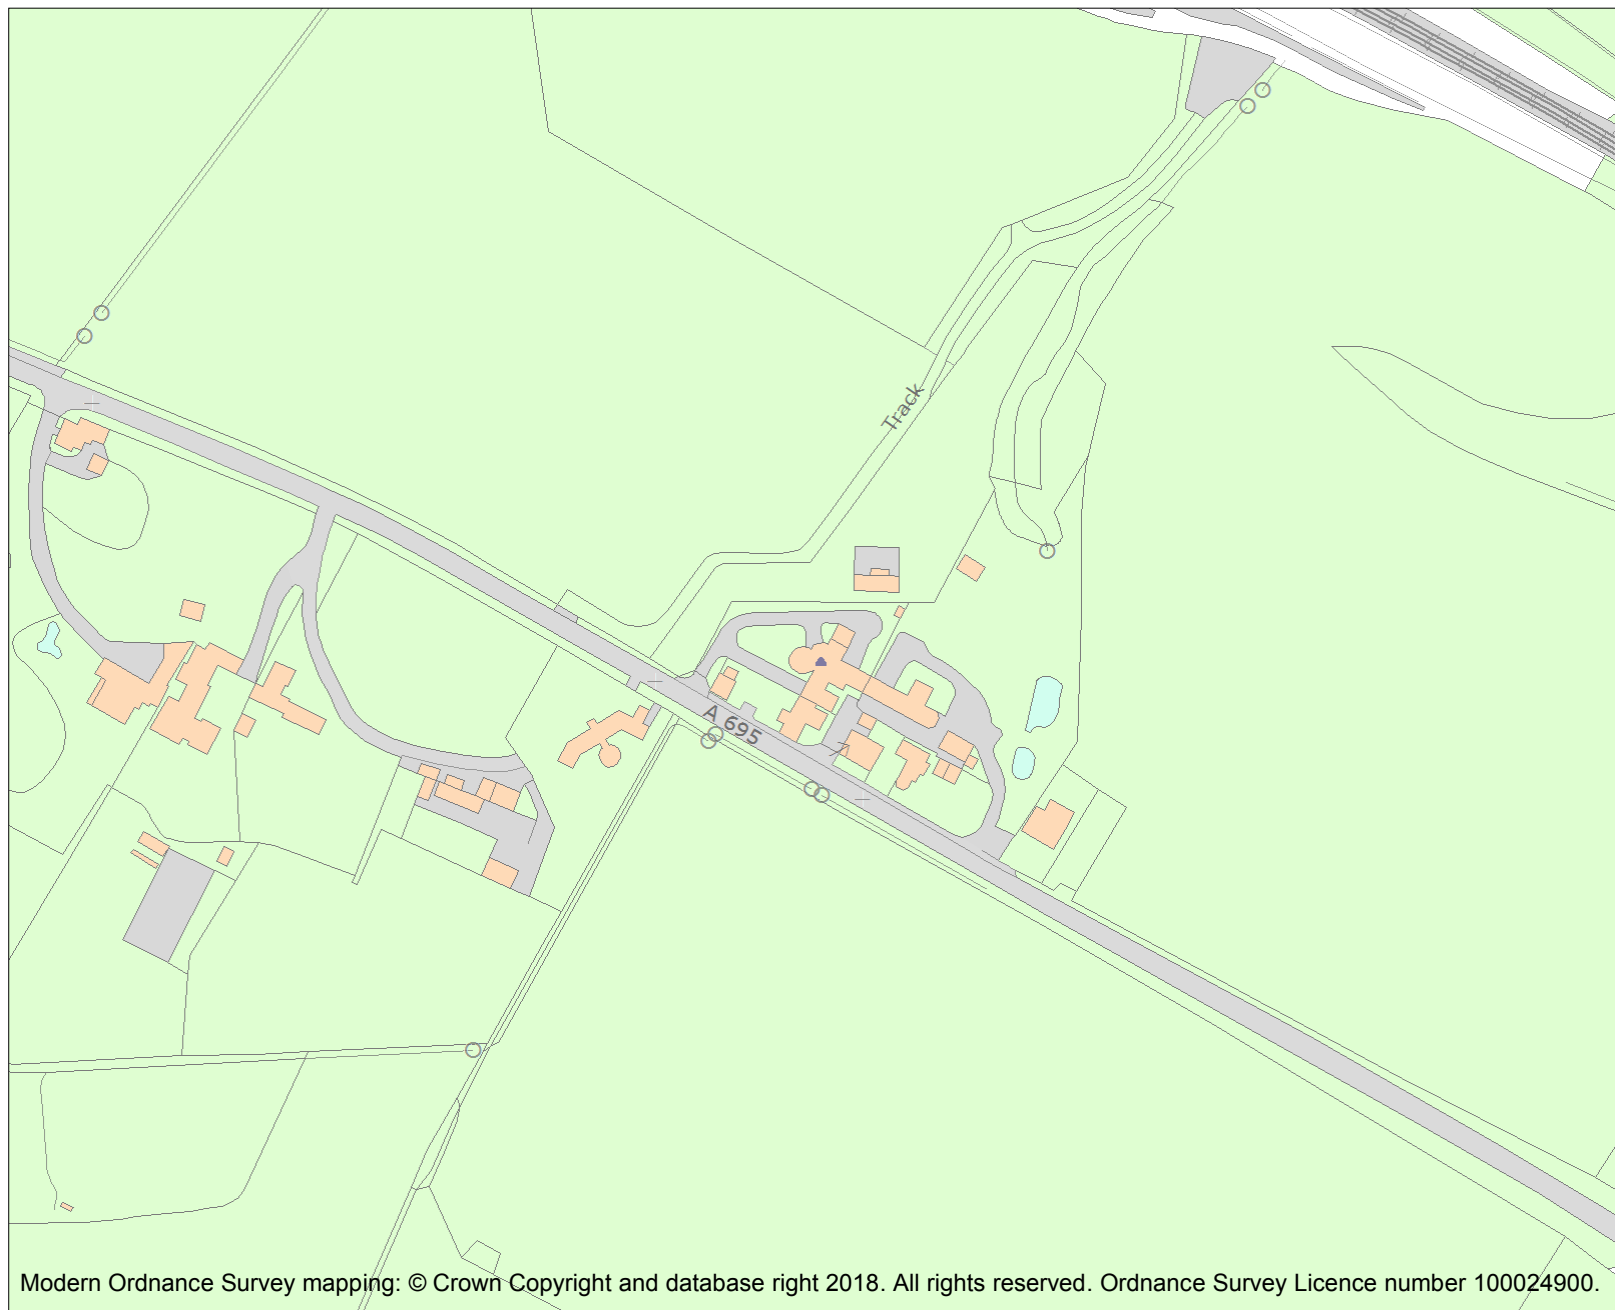 Track
A 695
7
Modern Ordnance Survey mapping: © Crown Copyright and database right 2018. All rights reserved. Ordnance Survey Licence number 100024900.